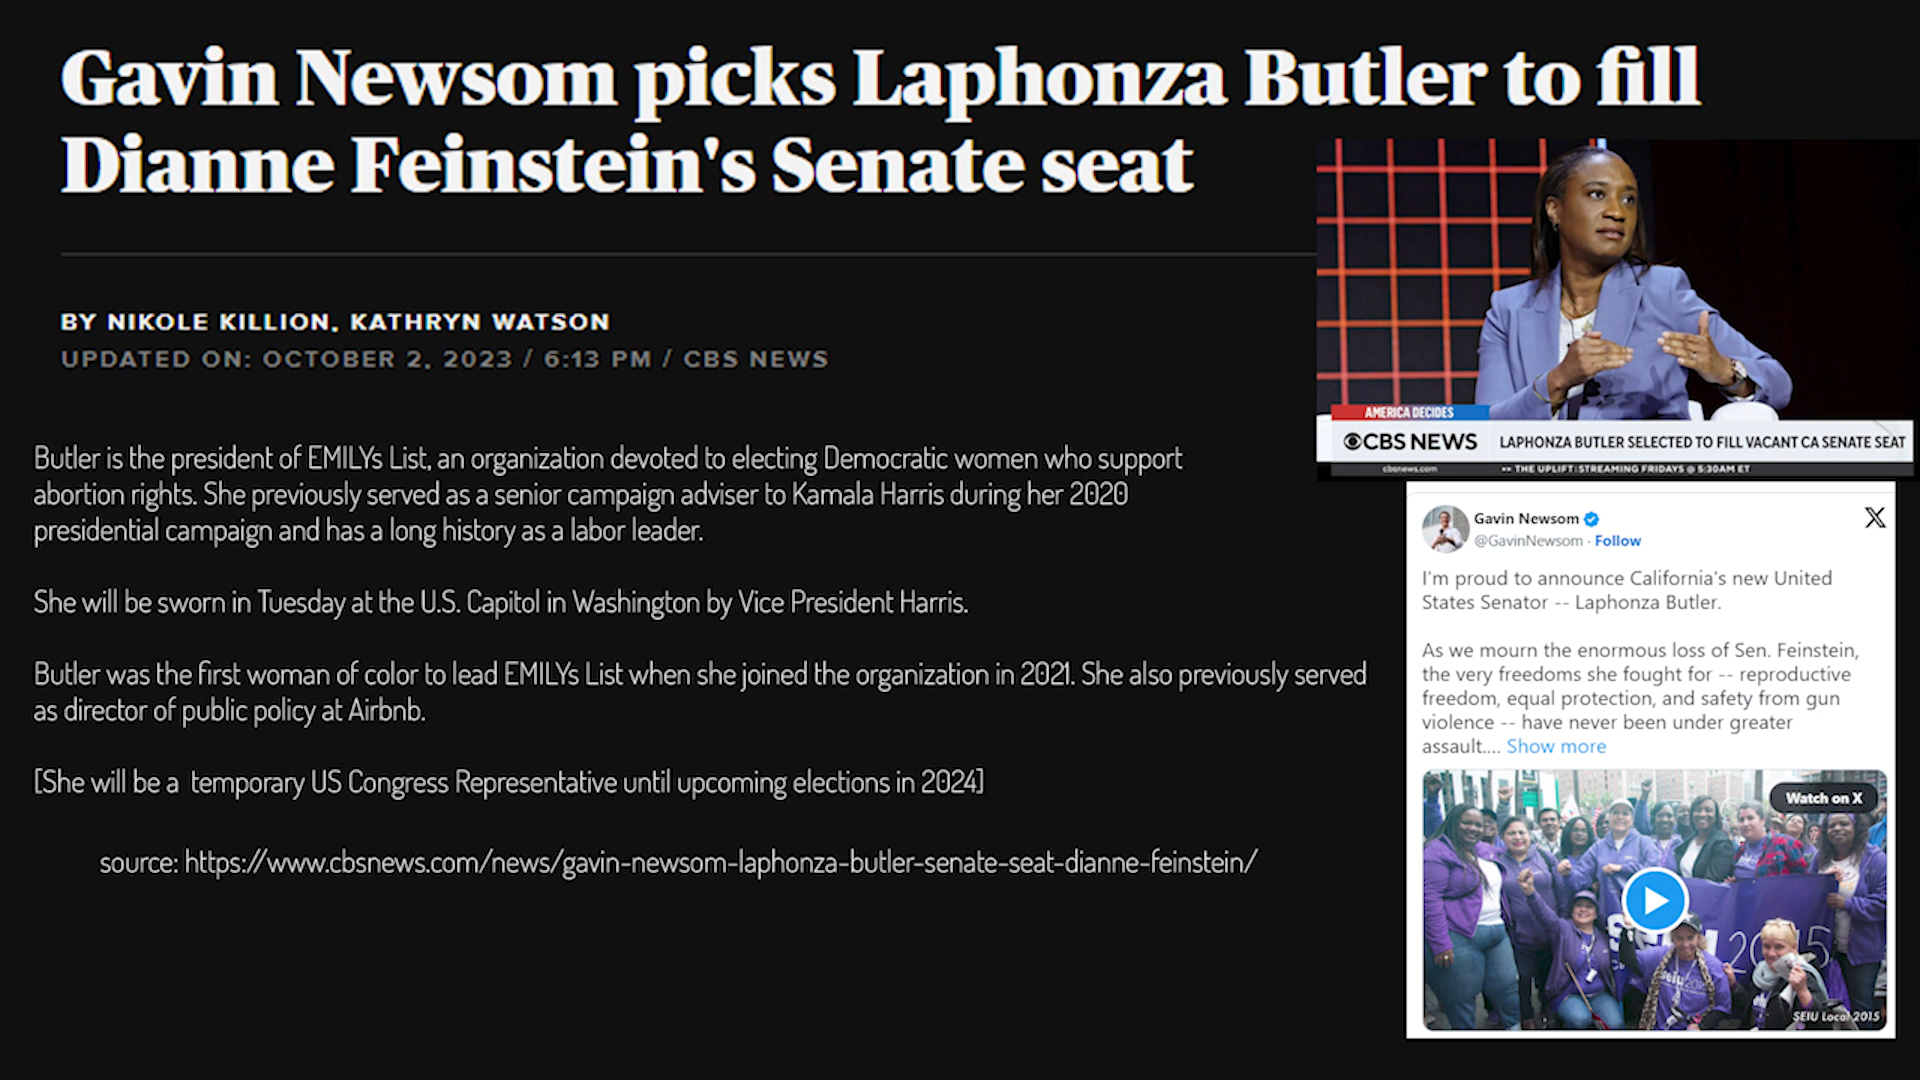 Gavin Newsom picks Laphonza Butler to fill
Dianne Feinstein's Senate seat
BY NIKOLE KILLION, KATHRYN WATSON
UPDATED ON: OCTOBER 2, 2023 / 6:13 PM / CBS NEWS
Butler is the president of EMILYs List, an organization devoted to electing Democratic women who support
abortion rights. She previously served as a senior campaign adviser to Kamala Harris during her 2020
presidential campaign and has a long history as a labor leader.
She will be sworn in Tuesday at the U.S. Capitol in Washington by Vice President Harris.
Butler was the first woman of color to lead EMILYs List when she joined the organization in 2021. She also previously served
as director of public policy at Airbnb.
[She will be a temporary US Congress Representative until upcoming elections in 2024]
source: https://www.cbsnews.com/news/gavin-newsom-laphonza-butler-senate-seat-dianne-feinstein/
AMERICA DECIDES
CBS NEWS LAPHONZA BUTLER SELECTED TO FILL VACANT CA SENATE SEAT
cbsnews.com >> THE UPLIFT: STREAMING FRIDAYS @ 5:30AM ET
Gavin Newsom
@GavinNewsom · Follow
I'm proud to announce California's new United
States Senator -- Laphonza Butler.
As we mourn the enormous loss of Sen. Feinstein,
the very freedoms she fought for -- reproductive
freedom, equal protection, and safety from gun
violence -- have never been under greater
assault.... Show more
Watch on X
SEIU Local 2015